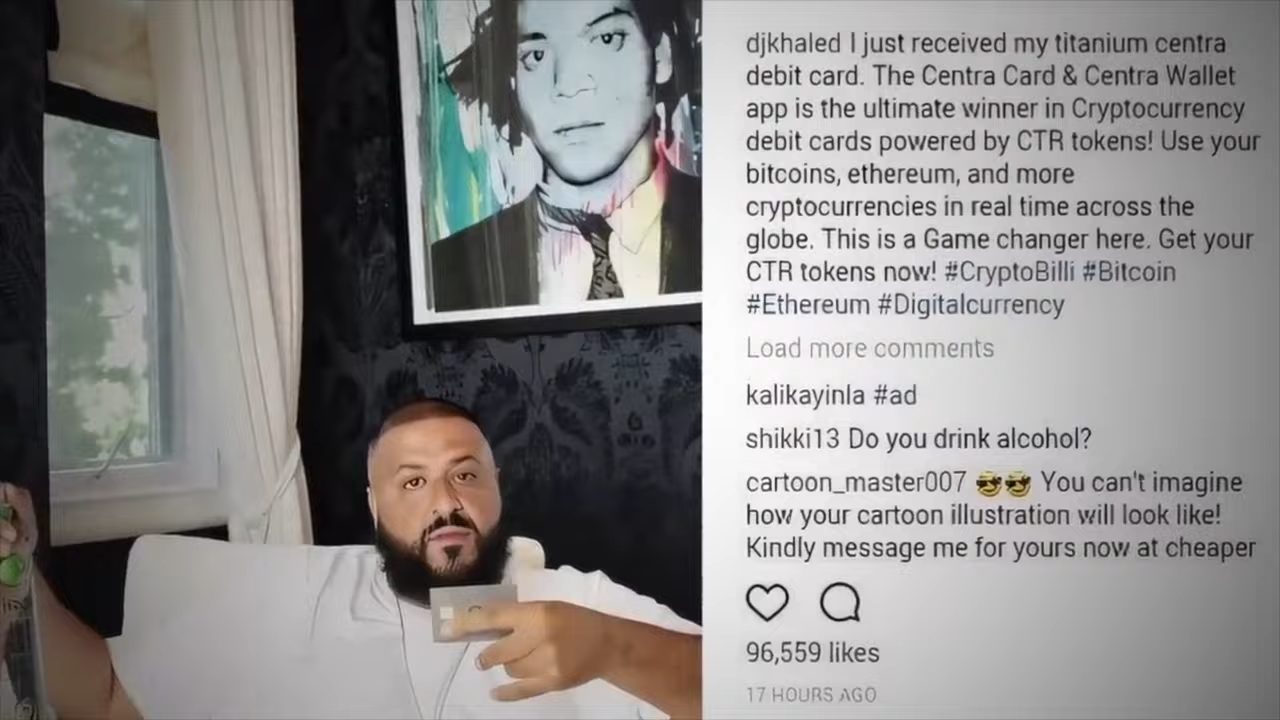 djkhaled I just received my titanium centra
debit card. The Centra Card & Centra Wallet
app is the ultimate winner in Cryptocurrency
debit cards powered by CTR tokens! Use your
bitcoins, ethereum, and more
cryptocurrencies in real time across the
globe. This is a Game changer here. Get your
CTR tokens now! #CryptoBilli #Bitcoin
#Ethereum #Digitalcurrency
Load more comments
kalikayinla #ad
shikki13 Do you drink alcohol?
cartoon_master007 😎😎 You can't imagine
how your cartoon illustration will look like!
Kindly message me for yours now at cheaper
96,559 likes
17 HOURS AGO